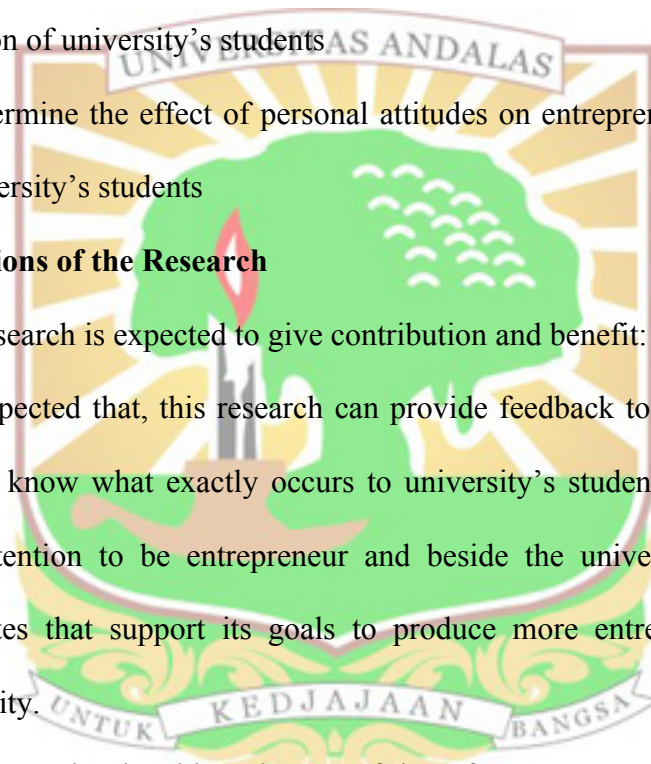 on of university's students
UNIVERSITAS ANDALAS
ermine the effect of personal attitudes on entrepren
ersity's students
ions of the Research
search is expected to give contribution and benefit:
pected that, this research can provide feedback to
know what exactly occurs to university's studen
tention to be entrepreneur and beside the unive
tes that support its goals to produce more entre
ity.
UNTUK KEDJAJAAN BANGSA